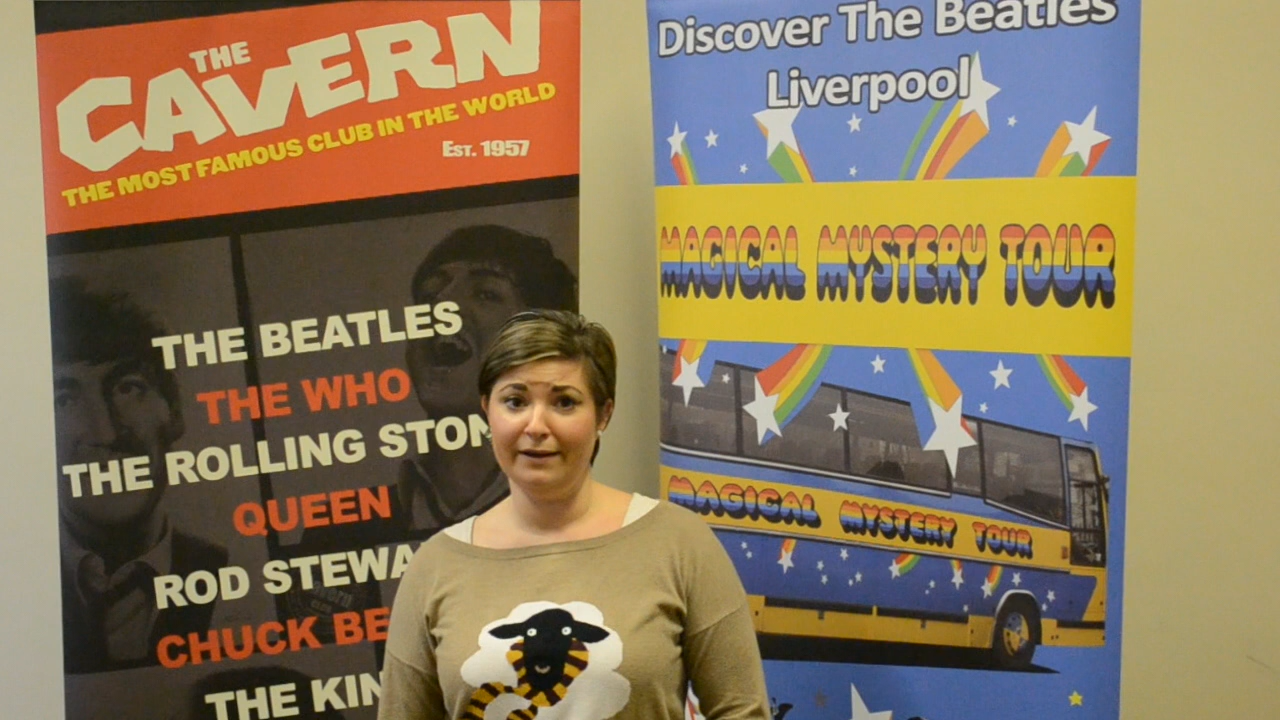 THE
CAVERN
THE MOST FAMOUS CLUB IN THE WORLD
EST. 1957
THE BEATLES
THE WHO
THE ROLLING STON
QUEEN
ROD STEWA
CHUCK BE
THE KIN
Discover The Beatles
Liverpool
MAGICAL MYSTERY TOUR
MAGICAL MYSTERY TOUR